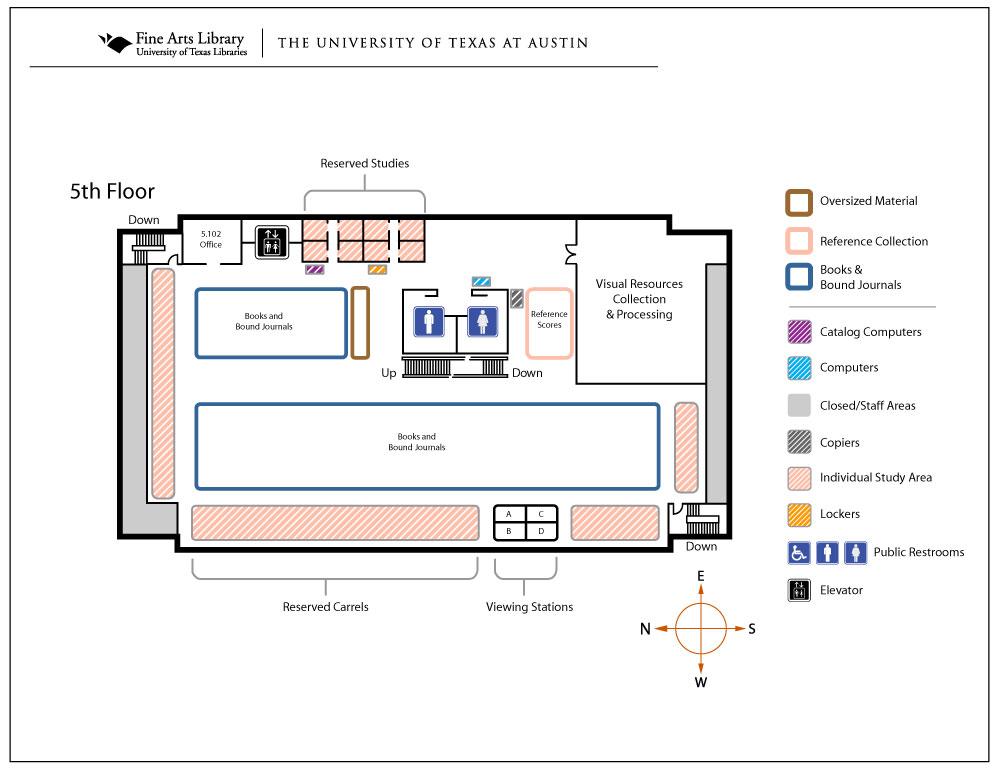 Fine Arts Library
University of Texas Libraries
THE UNIVERSITY OF TEXAS AT AUSTIN
Reserved Studies
5th Floor
Down
5.102
Office
Visual Resources
Collection
& Processing
Books and
Bound Journals
Reference
Scores
Up
Down
Books and
Bound Journals
A
C
B
D
Down
Reserved Carrels
Viewing Stations
Oversized Material
Reference Collection
Books &
Bound Journals
Catalog Computers
Computers
Closed/Staff Areas
Copiers
Individual Study Area
Lockers
Public Restrooms
Elevator
E
N
S
W